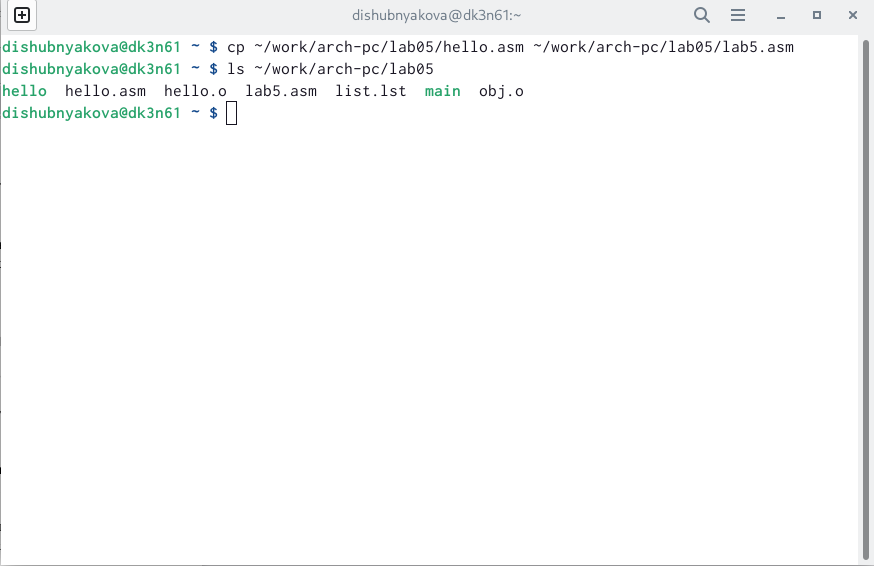 dishubnyakova@dk3n61:~
dishubnyakova@dk3n61 ~ $ cp ~/work/arch-pc/lab05/hello.asm ~/work/arch-pc/lab05/lab5.asm
dishubnyakova@dk3n61 ~ $ ls ~/work/arch-pc/lab05
hello  hello.asm  hello.o  lab5.asm  list.lst  main  obj.o
dishubnyakova@dk3n61 ~ $